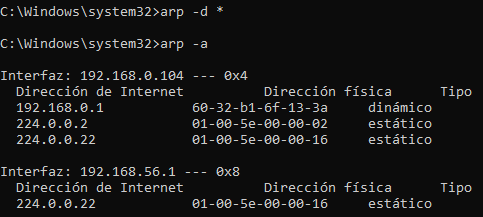 C:\Windows\system32>arp -d *
C:\Windows\system32>arp -a
Interfaz: 192.168.0.104 --- 0x4
Dirección de Internet Dirección física Tipo
192.168.0.1 60-32-b1-6f-13-3a dinámico
224.0.0.2 01-00-5e-00-00-02 estático
224.0.0.22 01-00-5e-00-00-16 estático
Interfaz: 192.168.56.1 --- 0x8
Dirección de Internet Dirección física Tipo
224.0.0.22 01-00-5e-00-00-16 estático